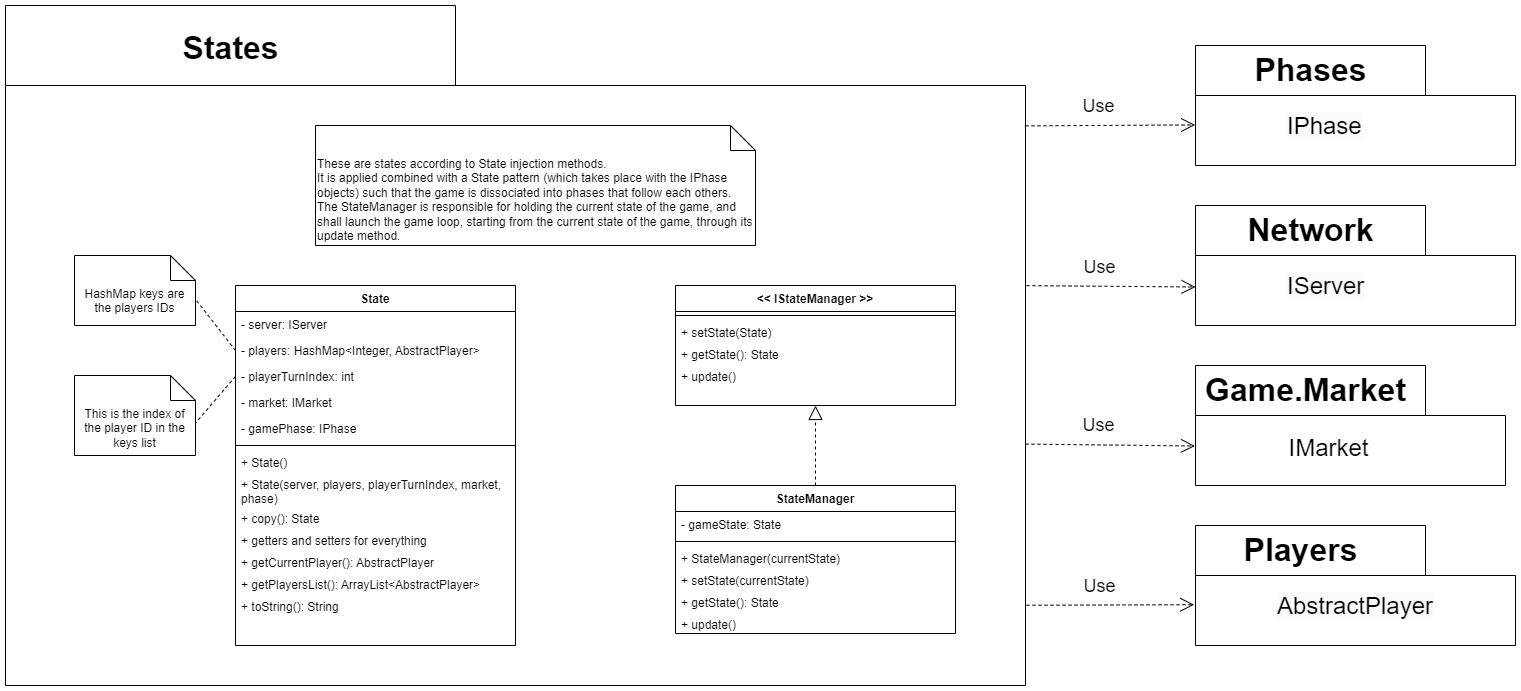 States
These are states according to State injection methods.
It is applied combined with a State pattern (which takes place with the IPhase
objects) such that the game is dissociated into phases that follow each others.
The StateManager is responsible for holding the current state of the game, and
shall launch the game loop, starting from the current state of the game, through its
update method.
HashMap keys are
the players IDs
This is the index of
the player ID in the
keys list
State
- server: IServer
- players: HashMap<Integer, AbstractPlayer>
- playerTurnIndex: int
- market: IMarket
- gamePhase: IPhase
+ State()
+ State(server, players, playerTurnIndex, market,
phase)
+ copy(): State
+ getters and setters for everything
+ getCurrentPlayer(): AbstractPlayer
+ getPlayersList(): ArrayList<AbstractPlayer>
+ toString(): String
<< IStateManager >>
+ setState(State)
+ getState(): State
+ update()
StateManager
- gameState: State
+ StateManager(currentState)
+ setState(currentState)
+ getState(): State
+ update()
Use
Phases
IPhase
Use
Network
IServer
Use
Game.Market
IMarket
Use
Players
AbstractPlayer